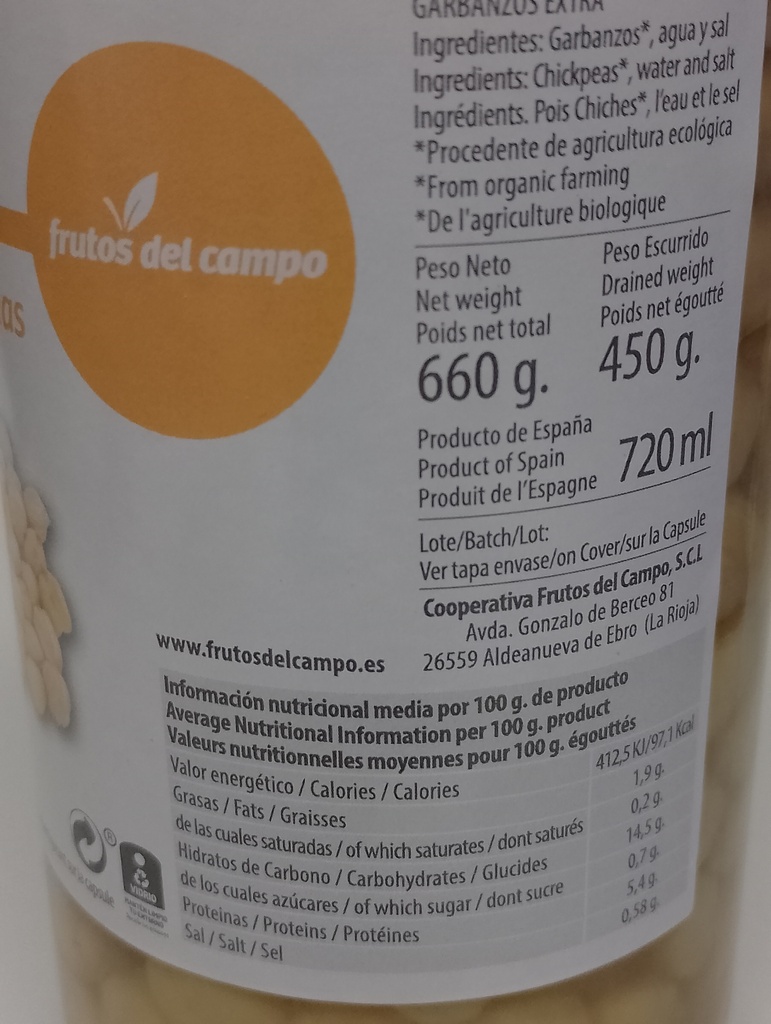 GARBANZOS EXTRA
Ingredientes: Garbanzos*, agua y sal
Ingredients: Chickpeas*, water and salt
Ingrédients. Pois Chiches*, l'eau et le sel
*Procedente de agricultura ecológica
*From organic farming
*De l'agriculture biologique
frutos del campo
as
Peso Neto
Net weight
Poids net total
660 g.
Peso Escurrido
Drained weight
Poids net égoutté
450 g.
Producto de España
Product of Spain
Produit de l'Espagne
720 ml
Lote/Batch/Lot:
Ver tapa envase/on Cover/sur la Capsule
Cooperativa Frutos del Campo, S.C.L
Avda. Gonzalo de Berceo 81
26559 Aldeanueva de Ebro (La Rioja)
www.frutosdelcampo.es
Información nutricional media por 100 g. de producto
Average Nutritional Information per 100 g. product
Valeurs nutritionnelles moyennes pour 100 g. égouttés
Valor energético / Calories / Calories 412,5 KJ/97,1 Kcal
Grasas / Fats / Graisses 1,9 g.
de las cuales saturadas / of which saturates / dont saturés 0,2 g.
Hidratos de Carbono / Carbohydrates / Glucides 14,5 g.
de los cuales azúcares / of which sugar / dont sucre 0,7 g.
Proteinas / Proteins / Protéines 5,4 g.
Sal / Salt / Sel 0,58 g.
®
VIDRIO
la capsule